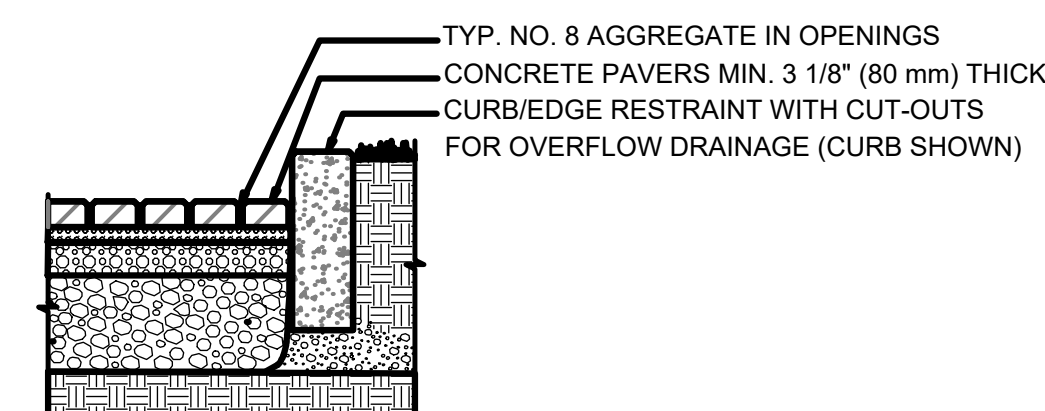 TYP. NO. 8 AGGREGATE IN OPENINGS
CONCRETE PAVERS MIN. 3 1/8" (80 mm) THICK
CURB/EDGE RESTRAINT WITH CUT-OUTS
FOR OVERFLOW DRAINAGE (CURB SHOWN)